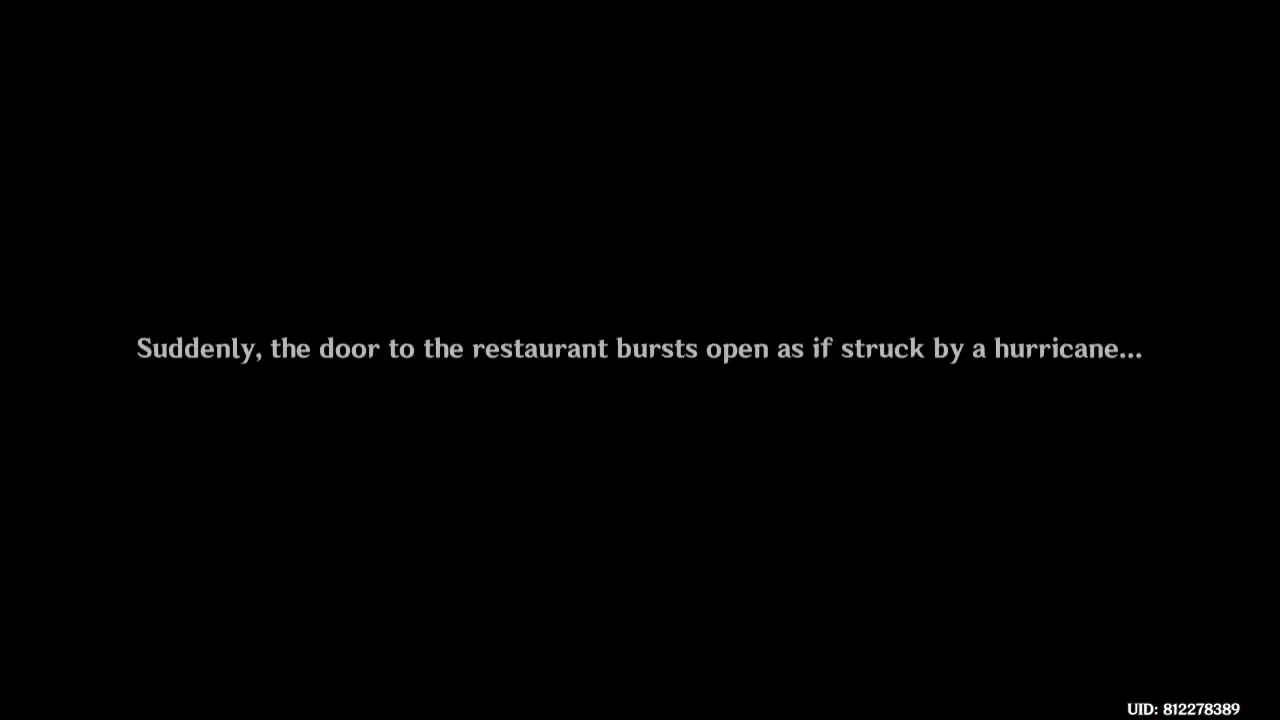 Suddenly, the door to the restaurant bursts open as if struck by a hurricane...
UID: 812278389